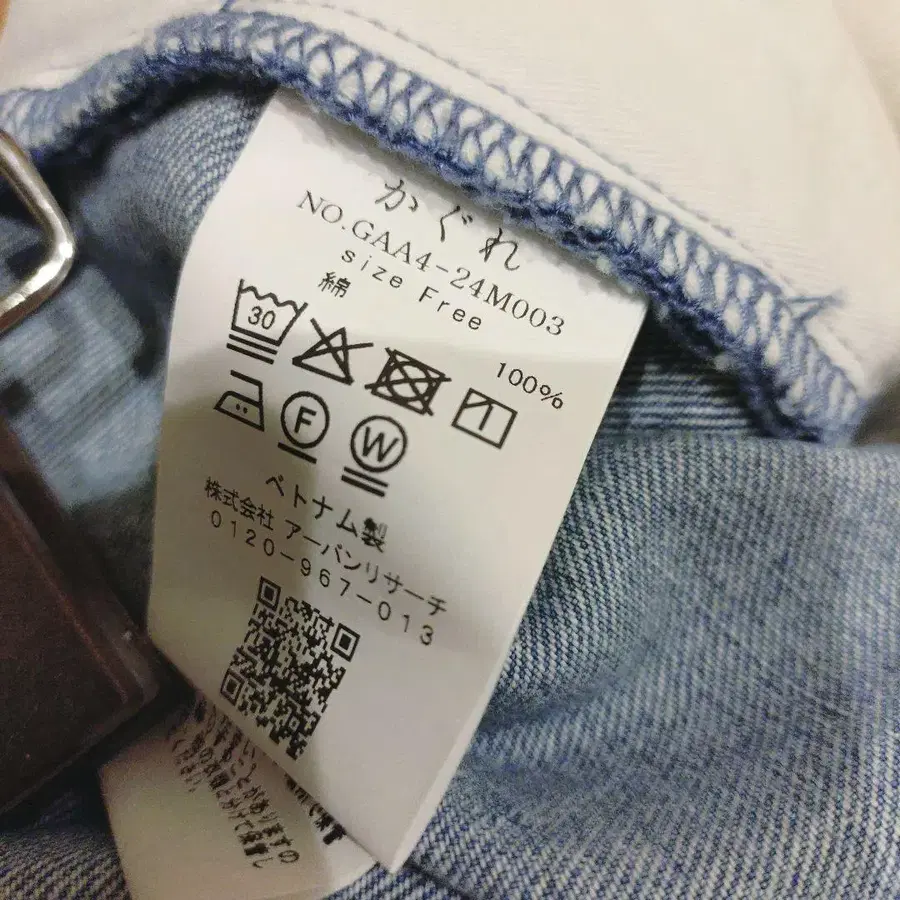 かぐれ
NO.GAA4-24M003
size Free
綿 100%
30
F W
ベトナム製
株式会社 アーバンリサーチ
0120-967-013